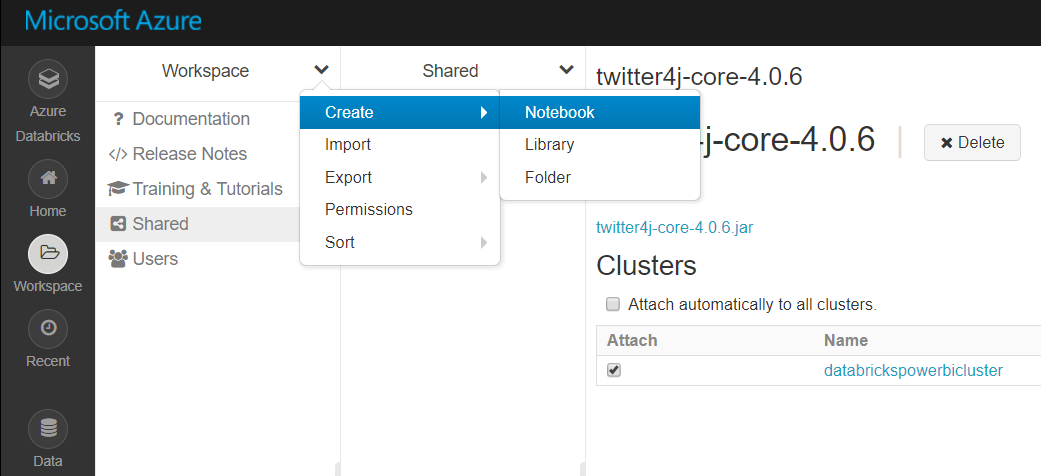 Microsoft Azure
Azure
Databricks
Home
Workspace
Recent
Data
Workspace
? Documentation
</> Release Notes
Training & Tutorials
Shared
Users
Create
Import
Export
Permissions
Sort
Notebook
Library
Folder
Shared
twitter4j-core-4.0.6
j-core-4.0.6
Delete
twitter4j-core-4.0.6.jar
Clusters
Attach automatically to all clusters.
Attach Name
databrickspowerbicluster